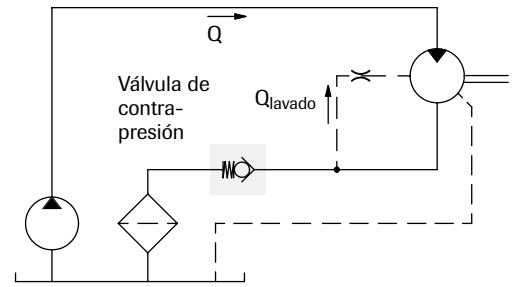 Q
Válvula de
contra-
presión
Qlavado